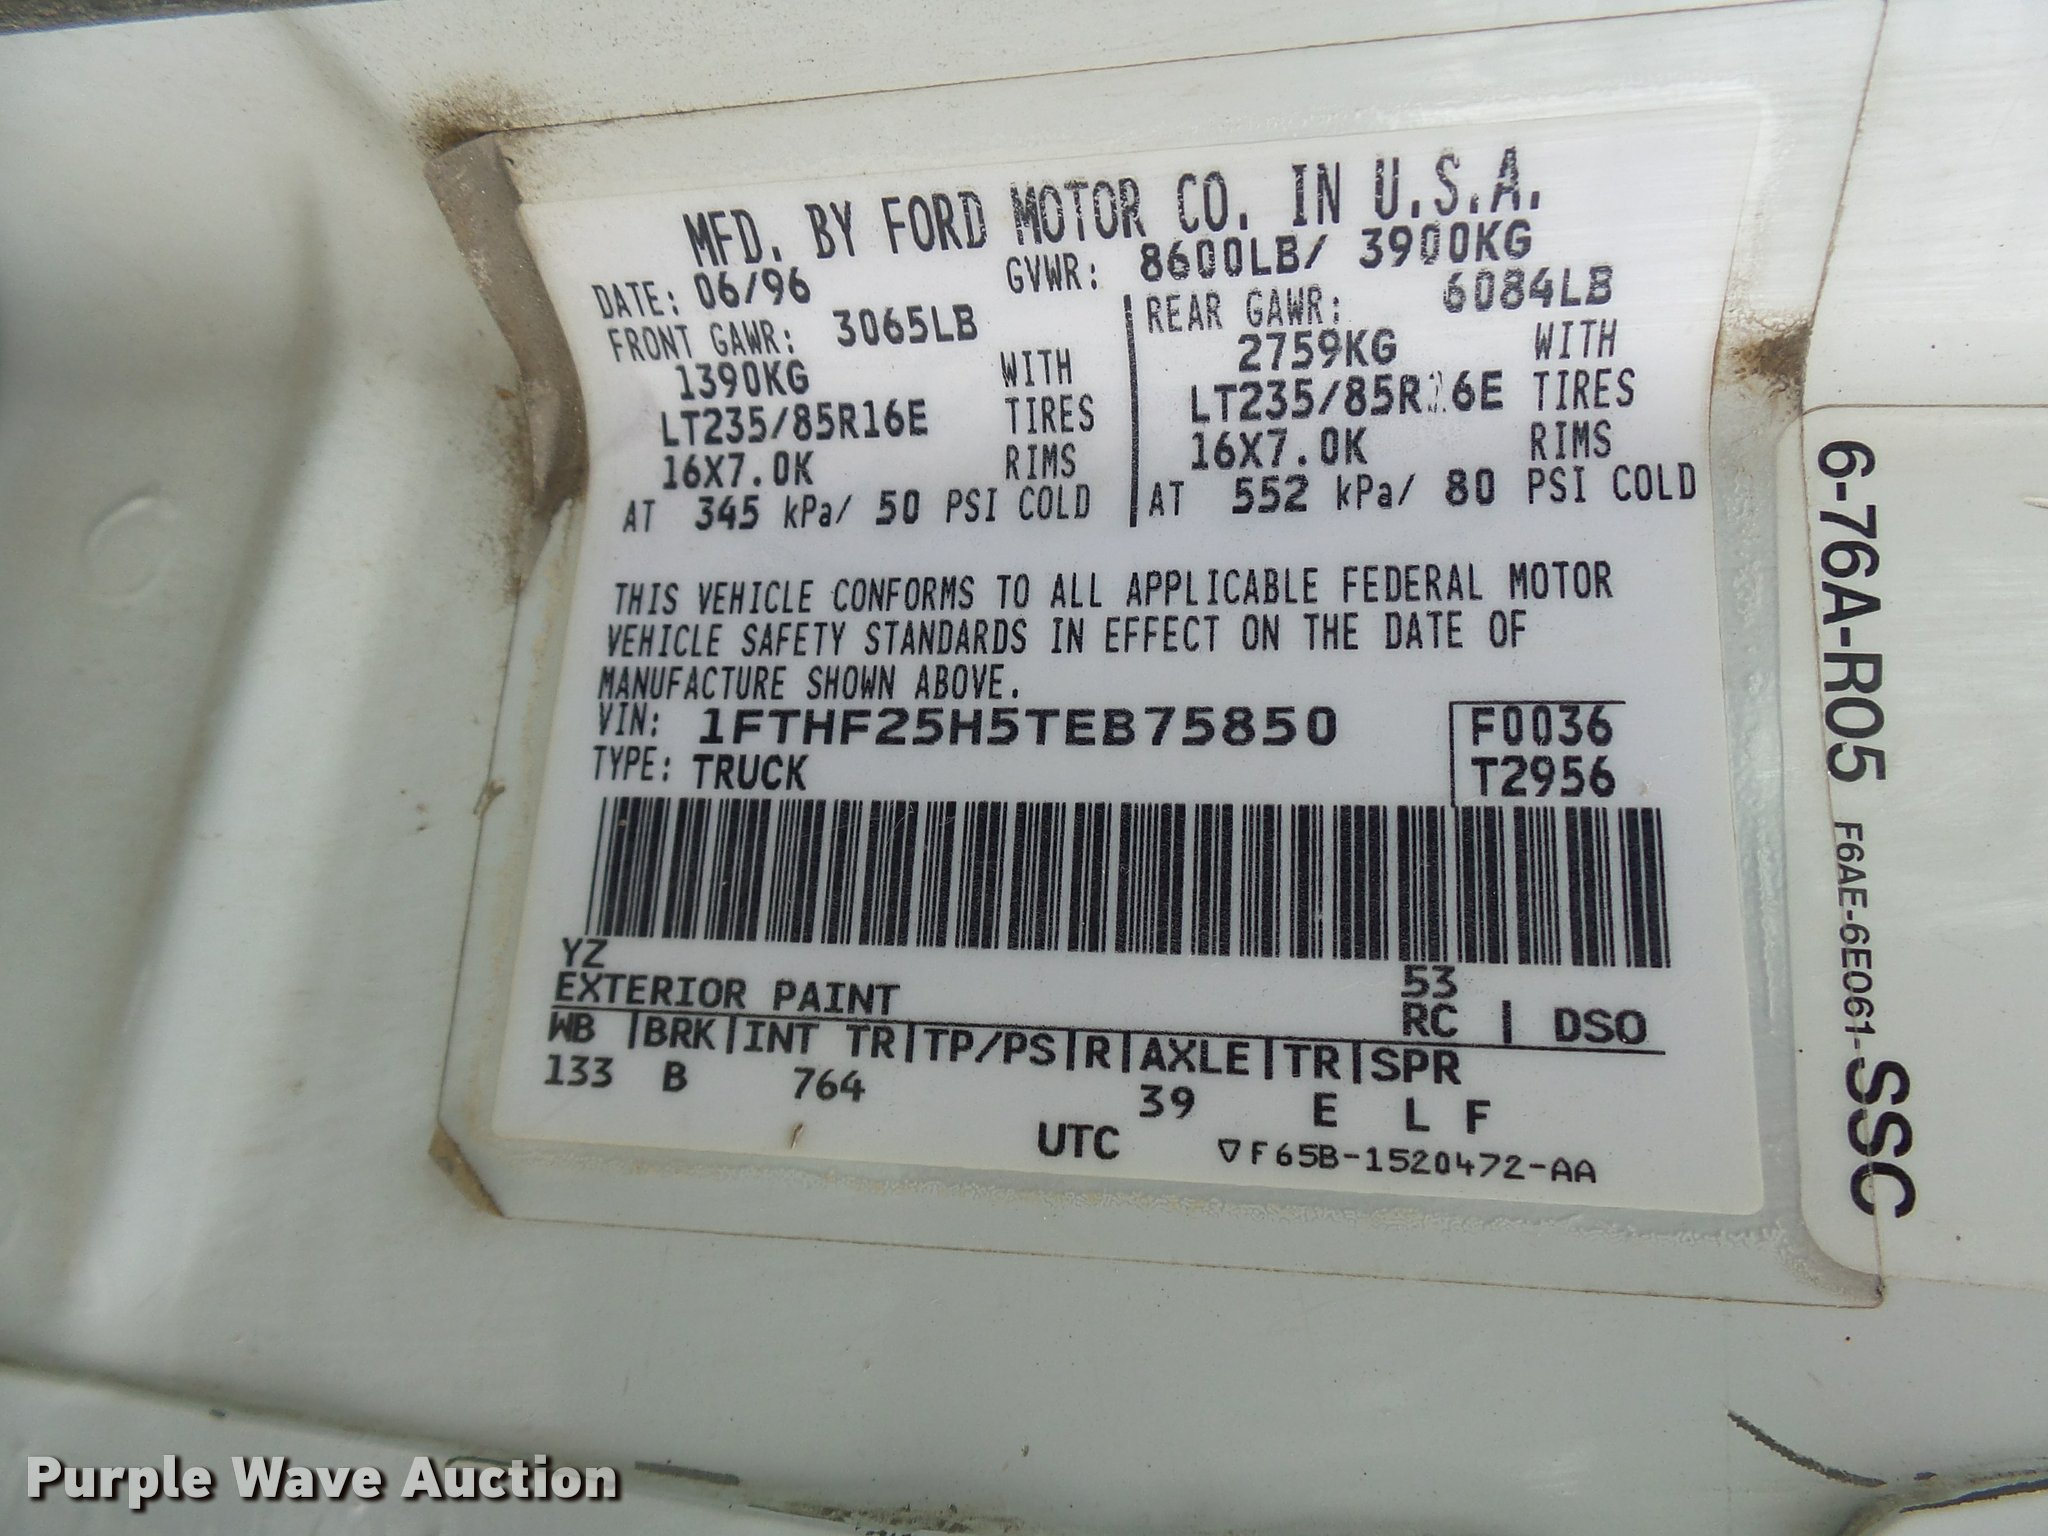 MFD. BY FORD MOTOR CO. IN U.S.A.
DATE: 06/96 GVWR: 8600LB/ 3900KG
FRONT GAWR: 3065LB REAR GAWR: 6084LB
1390KG WITH 2759KG WITH
LT235/85R16E TIRES LT235/85R16E TIRES
16X7.0K RIMS 16X7.0K RIMS
AT 345 kPa/ 50 PSI COLD AT 552 kPa/ 80 PSI COLD
THIS VEHICLE CONFORMS TO ALL APPLICABLE FEDERAL MOTOR
VEHICLE SAFETY STANDARDS IN EFFECT ON THE DATE OF
MANUFACTURE SHOWN ABOVE.
VIN: 1FTHF25H5TEB75850 F0036
TYPE: TRUCK T2956
YZ 53
EXTERIOR PAINT RC | DSO
WB |BRK|INT TR|TP/PS|R|AXLE|TR|SPR
133 B 764 39 E L F
UTC ▽F65B-1520472-AA
6-76A-R05 F6AE-6E061-SSC
Purple Wave Auction